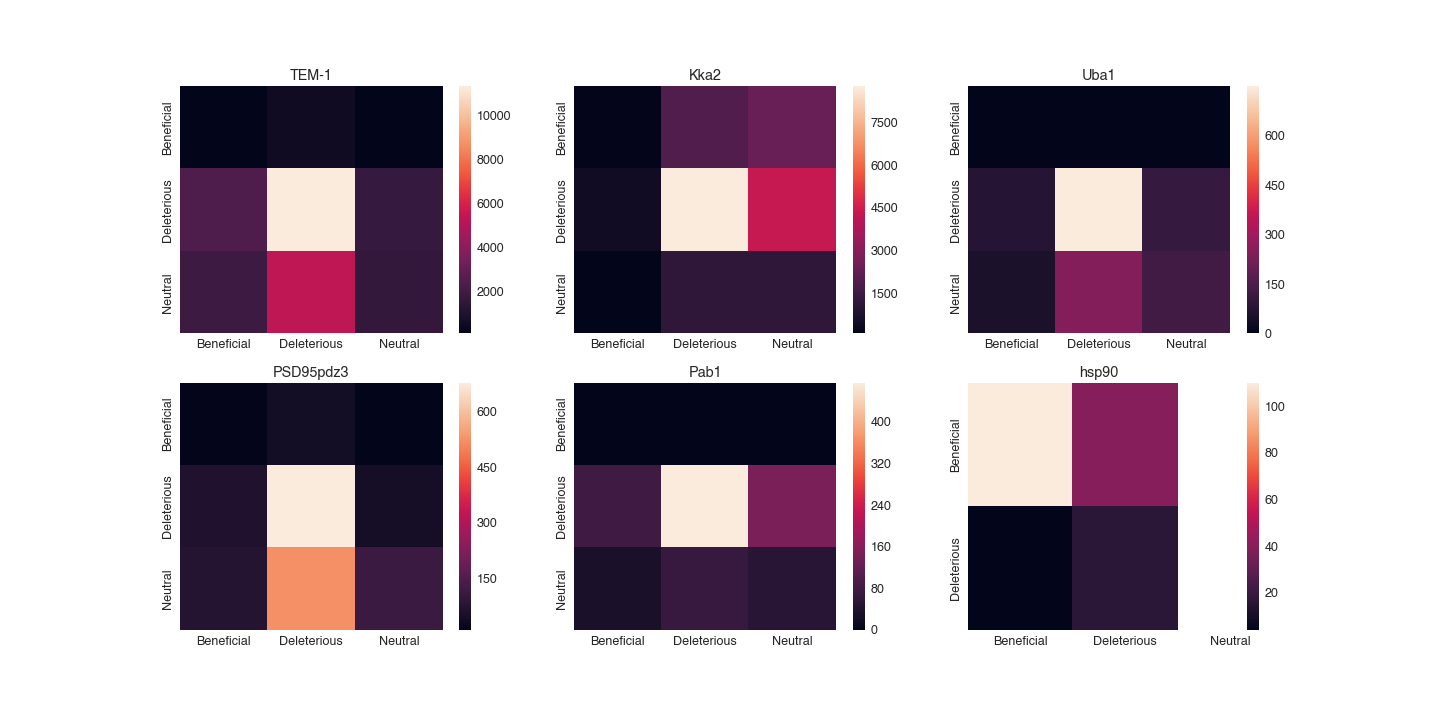 TEM-1
Beneficial
Deleterious
Neutral
Beneficial Deleterious Neutral
10000
8000
6000
4000
2000
Kka2
Beneficial
Deleterious
Neutral
Beneficial Deleterious Neutral
7500
6000
4500
3000
1500
Uba1
Beneficial
Deleterious
Neutral
Beneficial Deleterious Neutral
600
450
300
150
0
PSD95pdz3
Beneficial
Deleterious
Neutral
Beneficial Deleterious Neutral
600
450
300
150
Pab1
Beneficial
Deleterious
Neutral
Beneficial Deleterious Neutral
400
320
240
160
80
0
hsp90
Beneficial
Deleterious
Beneficial Deleterious Neutral
100
80
60
40
20